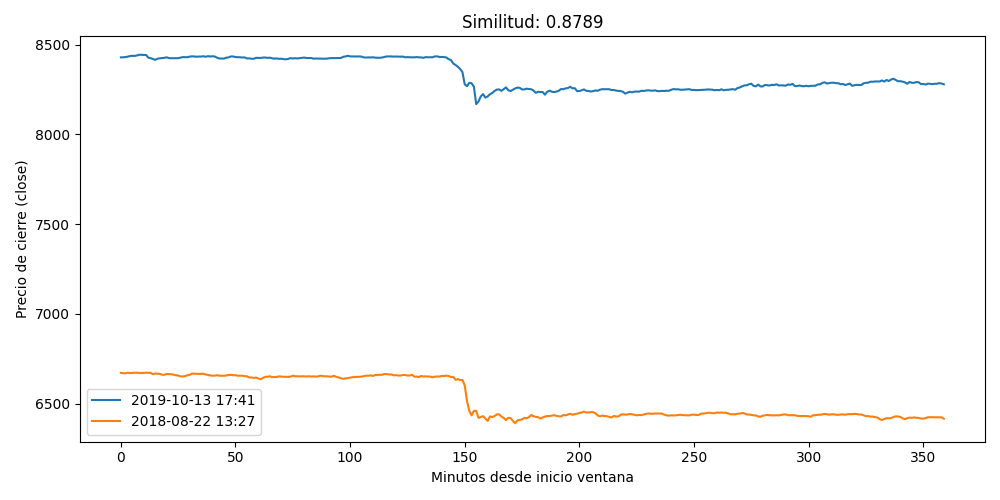 Similitud: 0.8789
Precio de cierre (close)
8500
8000
7500
7000
6500
2019-10-13 17:41
2018-08-22 13:27
0 50 100 150 200 250 300 350
Minutos desde inicio ventana